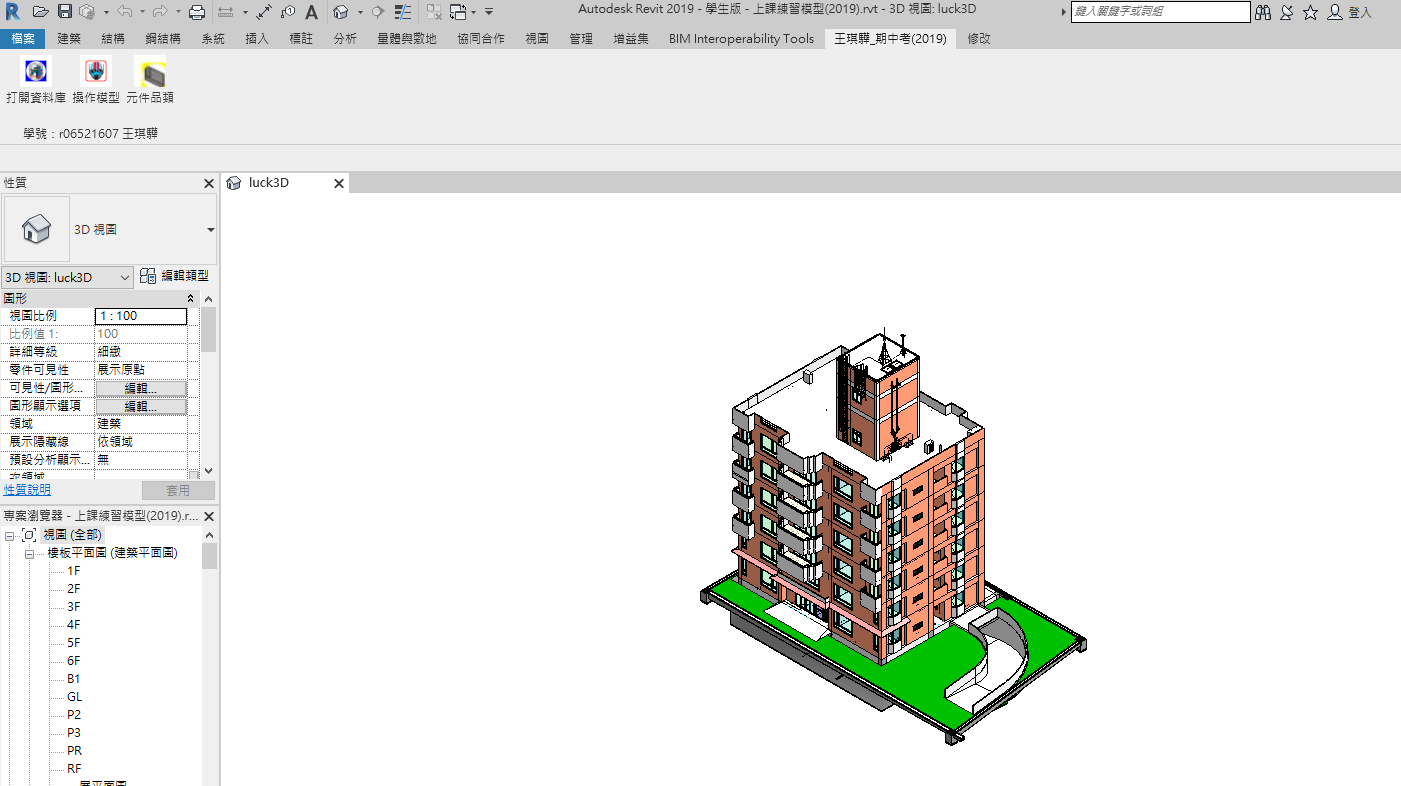 Autodesk Revit 2019 - 學生版 - 上課練習模型(2019).rvt - 3D 視圖: luck3D
鍵入關鍵字或詞組
登入
檔案 建築 結構 鋼結構 系統 插入 標註 分析 量體與敷地 協同合作 視圖 管理 增益集 BIM Interoperability Tools 王琪驊_期中考(2019) 修改
打開資料庫 操作模型 元件品類
學號：r06521607 王琪驊
性質
luck3D
3D 視圖
3D 視圖: luck3D 編輯類型
圖形
視圖比例 1 : 100
比例值 1: 100
詳細等級 細緻
零件可見性 展示原點
可見性/圖形... 編輯...
圖形顯示選項 編輯...
領域 建築
展示隱藏線 依領域
預設分析顯示... 無
次領域
性質說明 套用
專案瀏覽器 - 上課練習模型(2019).r...
視圖 (全部)
樓板平面圖 (建築平面圖)
1F
2F
3F
4F
5F
6F
B1
GL
P2
P3
PR
RF